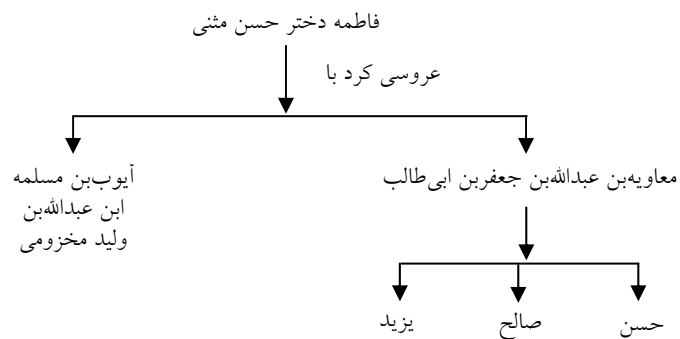 فاطمه دختر حسن مثنی
عروسی کرد با
معاویه‌بن عبدالله‌بن جعفربن ابی‌طالب
أیوب‌بن مسلمه
ابن عبدالله‌بن
ولید مخزومی
حسن
صالح
یزید